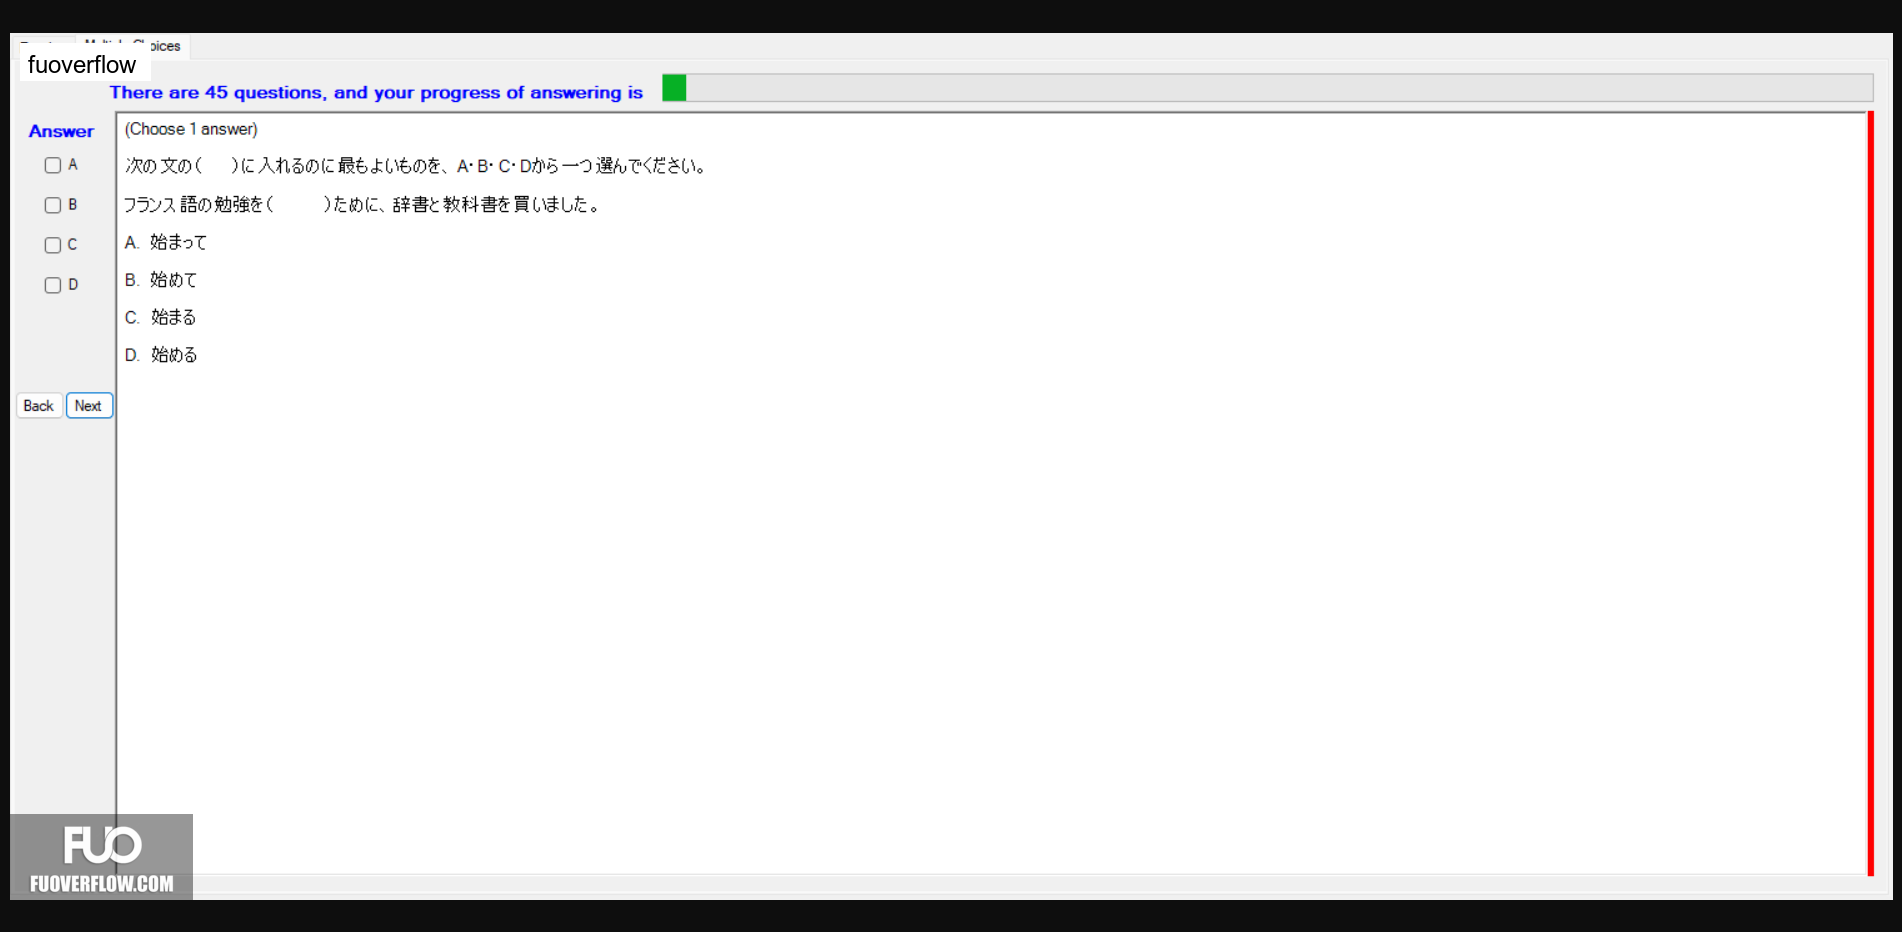 oices
fuoverflow
There are 45 questions, and your progress of answering is
Answer
(Choose 1 answer)
A
次の文の( )に入れるのに最もよいものを、A・B・C・Dから一つ選んでください。
B
フランス語の勉強を( )ために、辞書と教科書を買いました。
C
A. 始まって
D
B. 始めて
C. 始まる
D. 始める
Back Next
FUO
FUOVERFLOW.COM